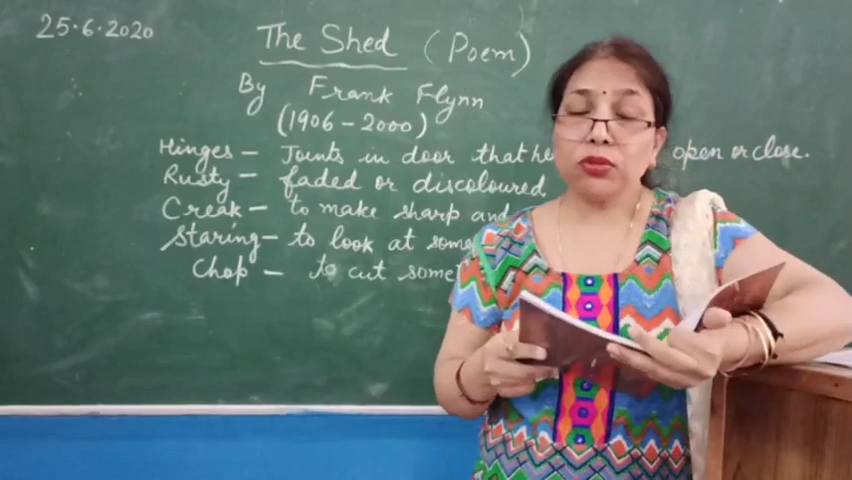 25.6.2020
The Shed (Poem)
By Frank Flynn
(1906 - 2000)
Hinges - Joints in door that he open or close.
Rusty - faded or discoloured
Creak - to make sharp and
Staring - to look at some
Chop - to cut somet